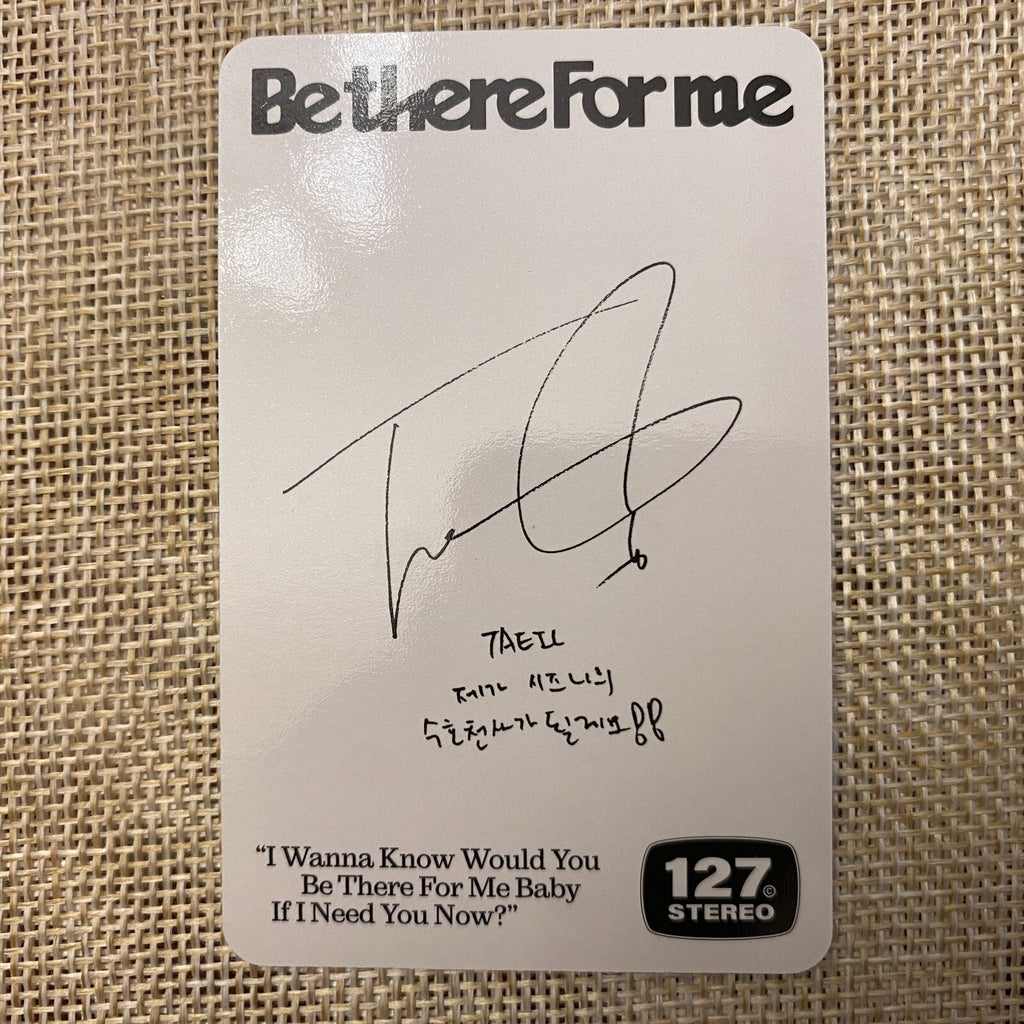 Be there For me
TAEIL
제가 시즈니의
수호천사가 될게요!!
“I Wanna Know Would You
Be There For Me Baby
If I Need You Now?”
127©
STEREO